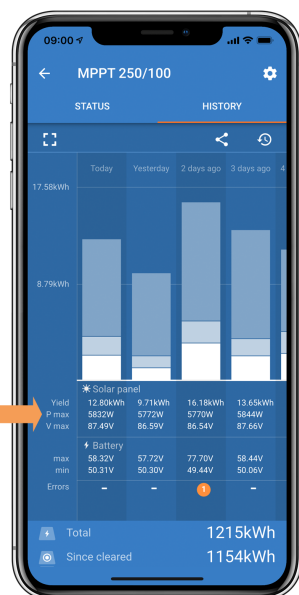 09:00
MPPT 250/100
STATUS HISTORY
Today Yesterday 2 days ago 3 days ago 4
17.58kWh
8.79kWh
Solar panel
Yield 12.80kWh 9.71kWh 16.18kWh 13.65kWh
P max 5832W 5772W 5770W 5844W
V max 87.49V 86.59V 86.54V 87.66V
Battery
max 58.32V 57.72V 77.70V 58.44V
min 50.31V 50.30V 49.44V 50.06V
Errors – – 1 –
Total 1215kWh
Since cleared 1154kWh